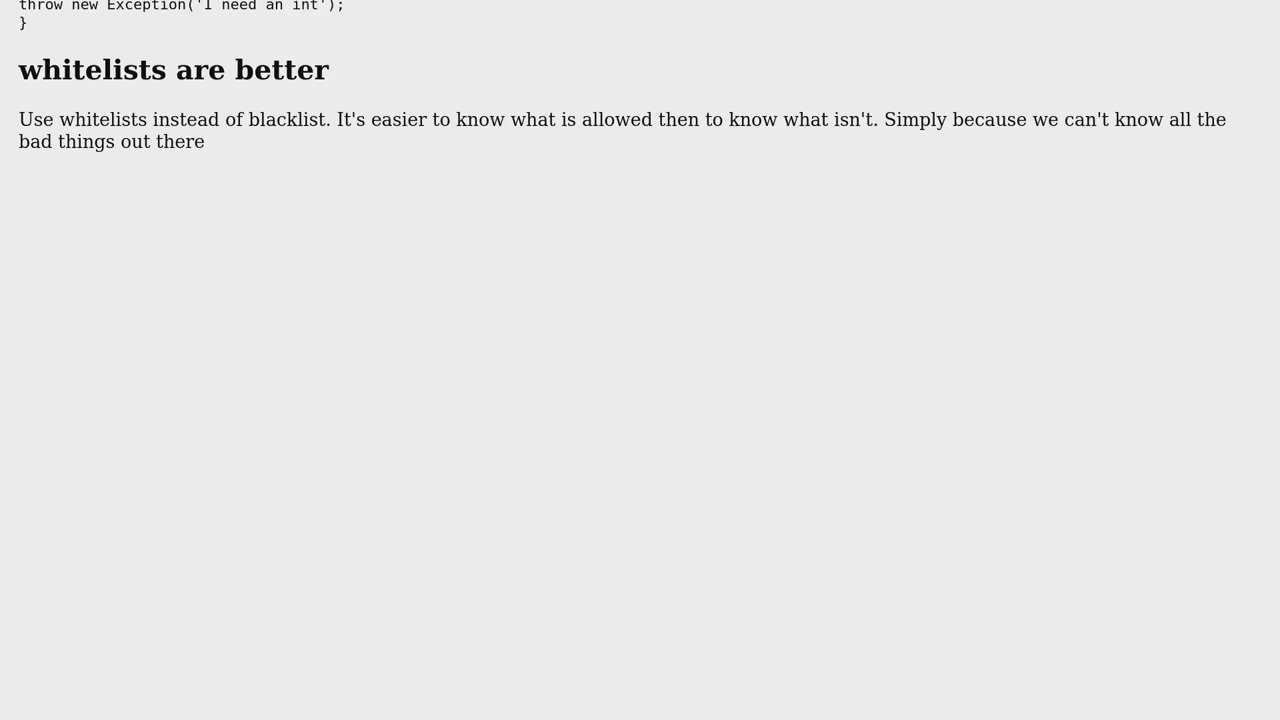 throw new Exception('I need an int');
}
whitelists are better
Use whitelists instead of blacklist. It's easier to know what is allowed then to know what isn't. Simply because we can't know all the
bad things out there